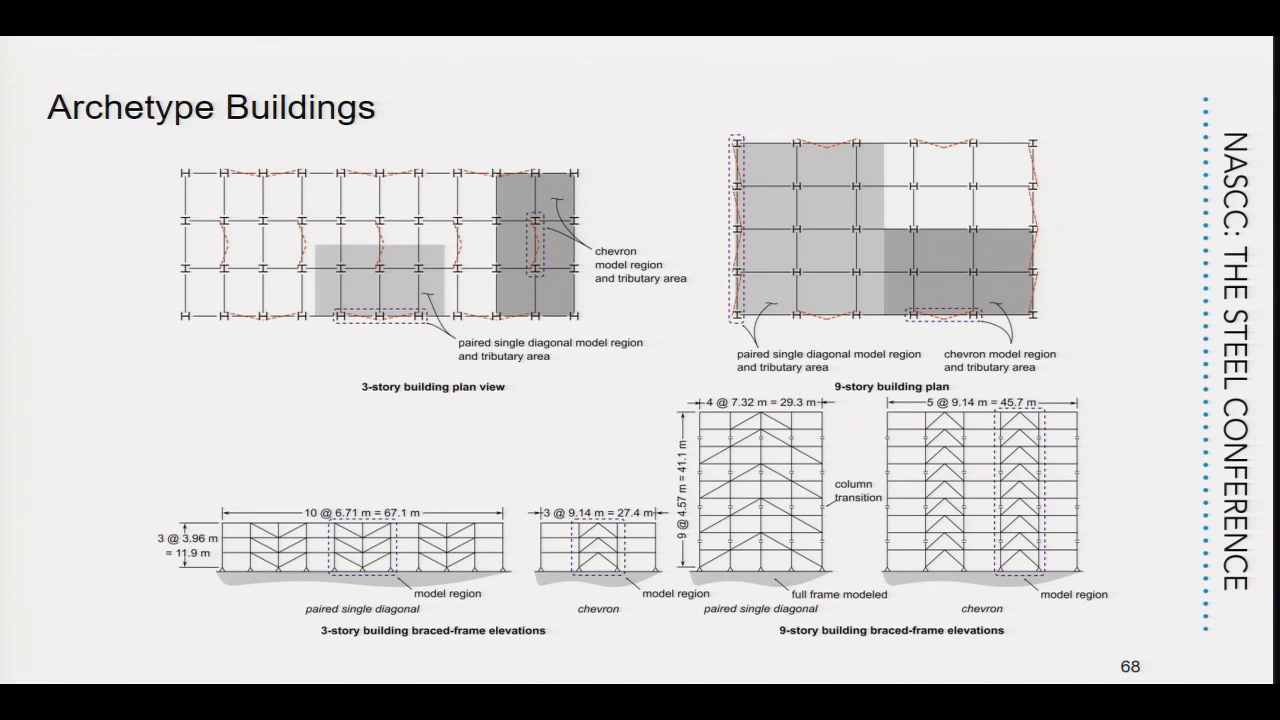 Archetype Buildings
chevron
model region
and tributary area
paired single diagonal model region
and tributary area
3-story building plan view
paired single diagonal model region
and tributary area
chevron model region
and tributary area
9-story building plan
10 @ 6.71 m = 67.1 m
3 @ 3.96 m
= 11.9 m
model region
paired single diagonal
3 @ 9.14 m = 27.4 m
model region
chevron
3-story building braced-frame elevations
4 @ 7.32 m = 29.3 m
9 @ 4.57 m = 41.1 m
column
transition
full frame modeled
paired single diagonal
5 @ 9.14 m = 45.7 m
model region
chevron
9-story building braced-frame elevations
NASCC: THE STEEL CONFERENCE
68